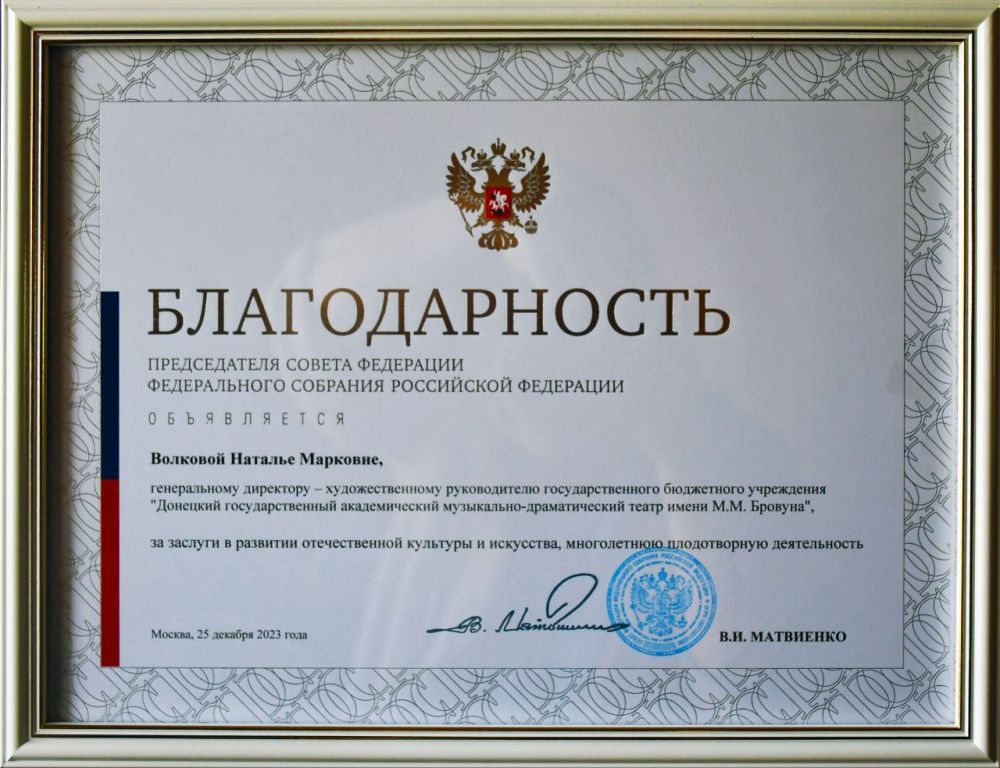 БЛАГОДАРНОСТЬ
ПРЕДСЕДАТЕЛЯ СОВЕТА ФЕДЕРАЦИИ
ФЕДЕРАЛЬНОГО СОБРАНИЯ РОССИЙСКОЙ ФЕДЕРАЦИИ
ОБЪЯВЛЯЕТСЯ
Волковой Наталье Марковне,
генеральному директору – художественному руководителю государственного бюджетного учреждения
"Донецкий государственный академический музыкально-драматический театр имени М.М. Бровуна",
за заслуги в развитии отечественной культуры и искусства, многолетнюю плодотворную деятельность
Москва, 25 декабря 2023 года
В.И. МАТВИЕНКО